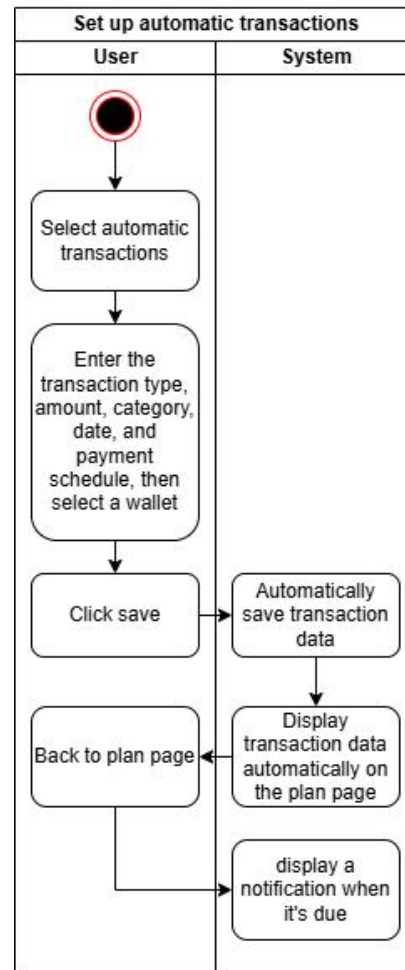 Set up automatic transactions
User
System
Select automatic
transactions
Enter the
transaction type,
amount, category,
date, and
payment
schedule, then
select a wallet
Click save
Automatically
save transaction
data
Display
transaction data
automatically on
the plan page
Back to plan page
display a
notification when
it's due